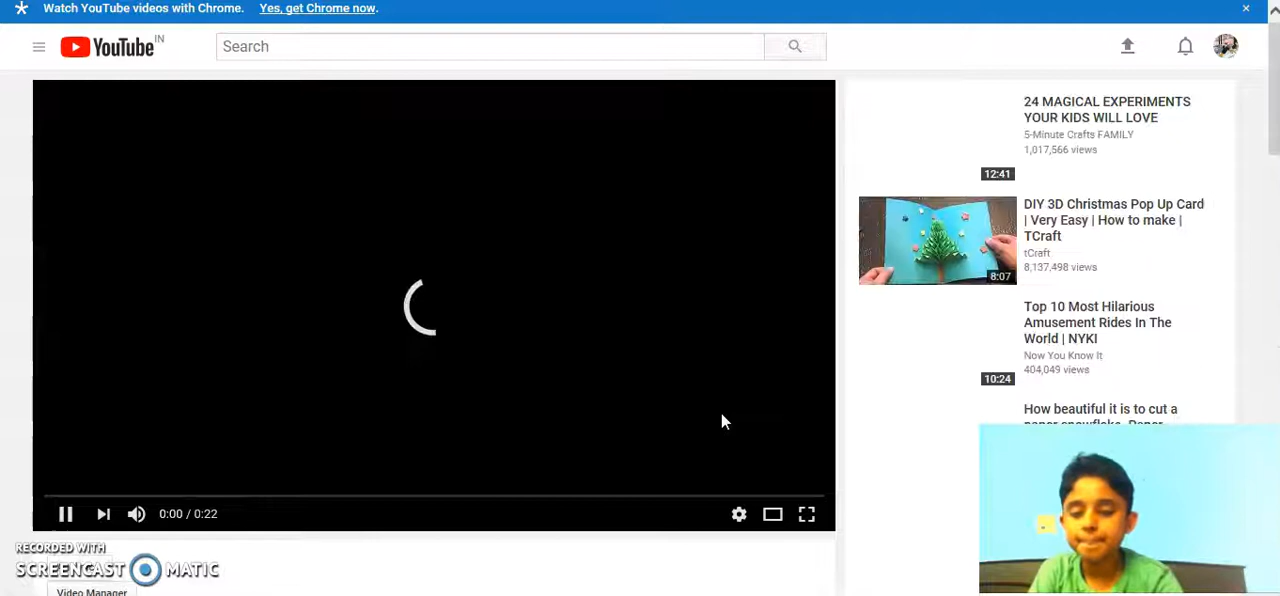 Watch YouTube videos with Chrome. Yes, get Chrome now.
YouTube IN
Search
24 MAGICAL EXPERIMENTS
YOUR KIDS WILL LOVE
5-Minute Crafts FAMILY
1,017,566 views
12:41
DIY 3D Christmas Pop Up Card
| Very Easy | How to make |
TCraft
tCraft
8,137,498 views
8:07
Top 10 Most Hilarious
Amusement Rides In The
World | NYKI
Now You Know It
404,049 views
10:24
How beautiful it is to cut a
paper snowflake. Paper
0:00 / 0:22
RECORDED WITH
SCREENCAST MATIC
Video Manager